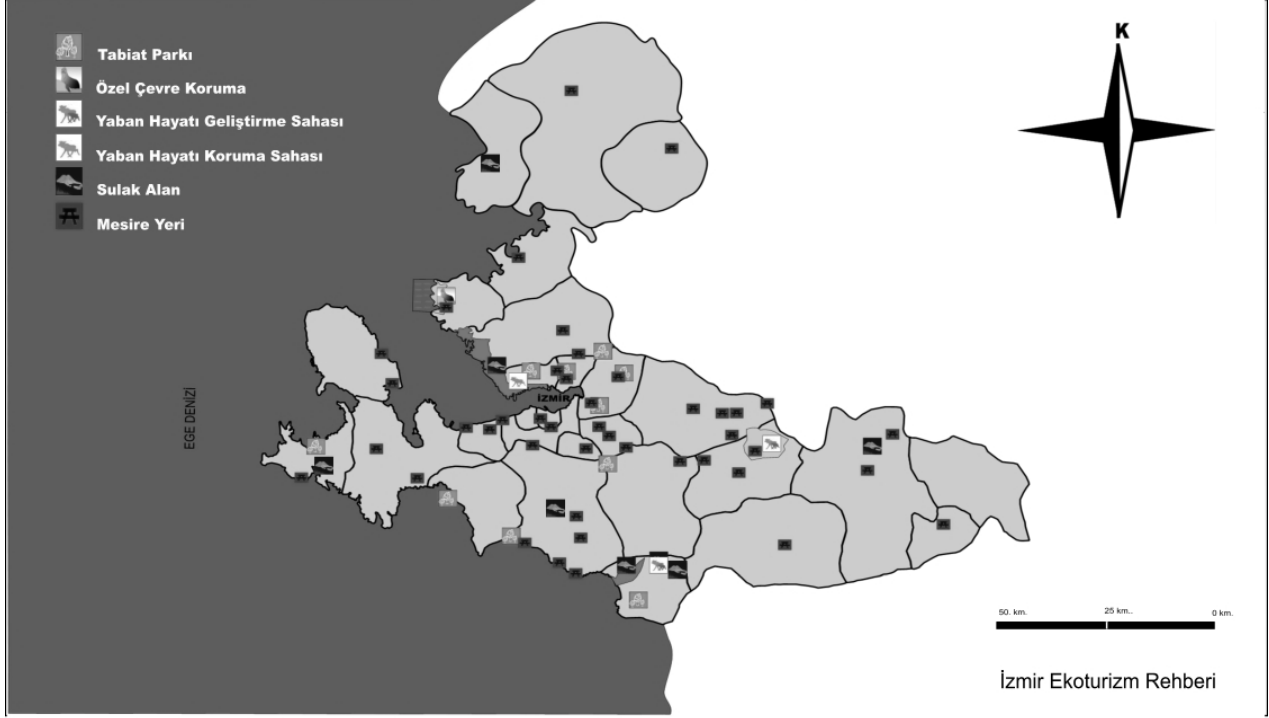 K
Tabiat Parkı
Özel Çevre Koruma
Yaban Hayatı Geliştirme Sahası
Yaban Hayatı Koruma Sahası
Sulak Alan
Mesire Yeri
İZMİR
EGE DENİZİ
50. km. 25 km.. 0 km.
İzmir Ekoturizm Rehberi